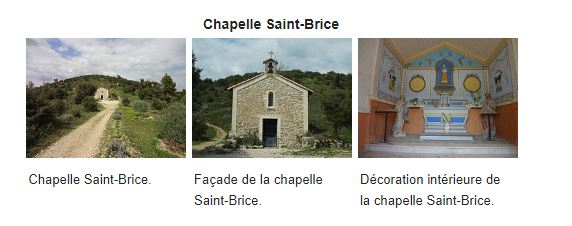 Chapelle Saint-Brice
Chapelle Saint-Brice.
Façade de la chapelle
Saint-Brice.
Décoration intérieure de
la chapelle Saint-Brice.